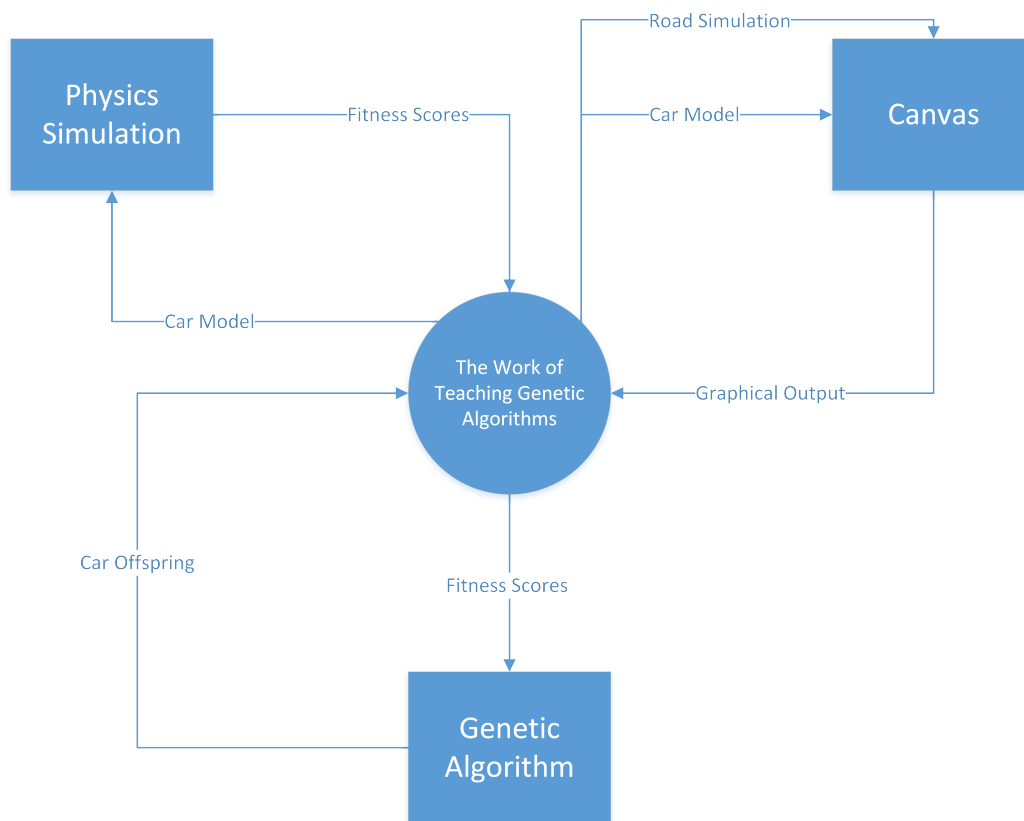 Road Simulation
Physics
Simulation
Fitness Scores
Car Model
Canvas
Car Model
The Work of
Teaching Genetic
Algorithms
Graphical Output
Car Offspring
Fitness Scores
Genetic
Algorithm